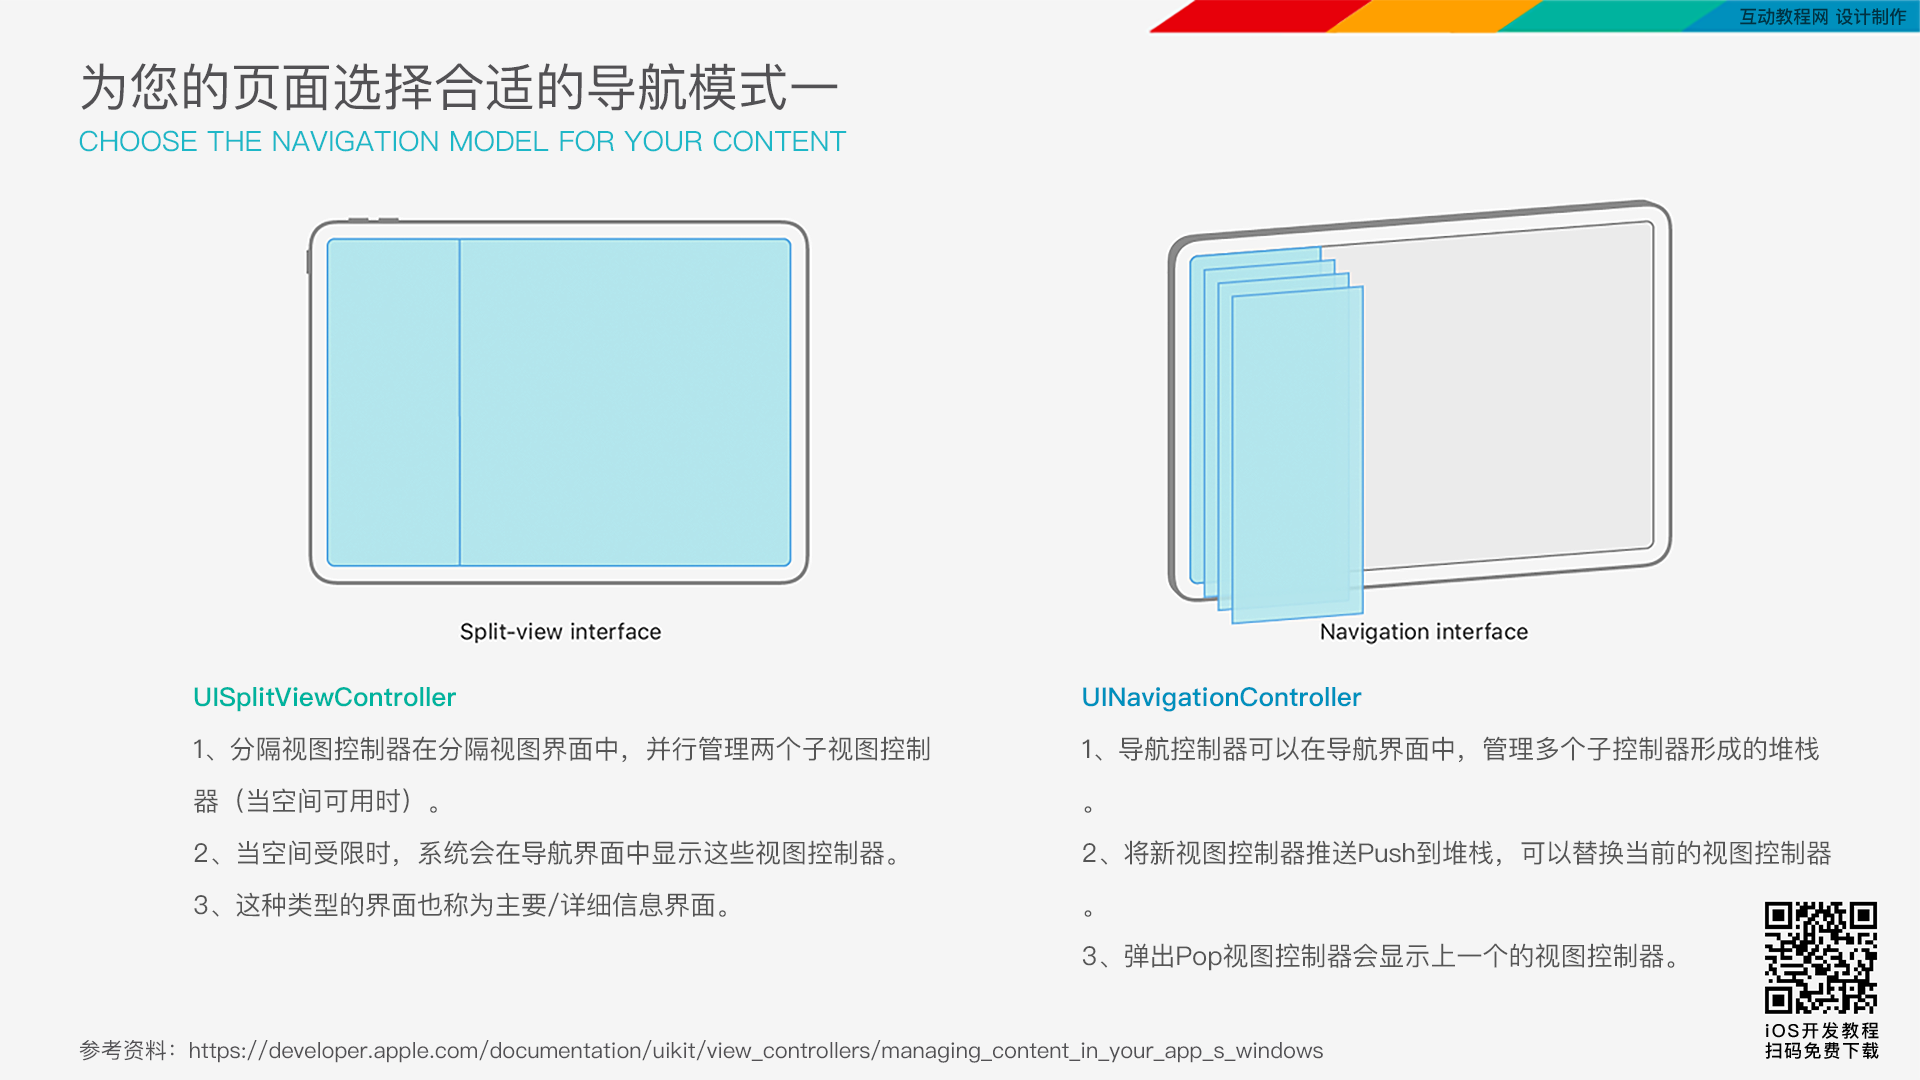 互动教程网 设计制作
为您的页面选择合适的导航模式一
CHOOSE THE NAVIGATION MODEL FOR YOUR CONTENT
Split-view interface
UISplitViewController
1、分隔视图控制器在分隔视图界面中，并行管理两个子视图控制
器（当空间可用时）。
2、当空间受限时，系统会在导航界面中显示这些视图控制器。
3、这种类型的界面也称为主要/详细信息界面。
Navigation interface
UINavigationController
1、导航控制器可以在导航界面中，管理多个子控制器形成的堆栈
。
2、将新视图控制器推送Push到堆栈，可以替换当前的视图控制器
。
3、弹出Pop视图控制器会显示上一个的视图控制器。
iOS开发教程
扫码免费下载
参考资料：https://developer.apple.com/documentation/uikit/view_controllers/managing_content_in_your_app_s_windows